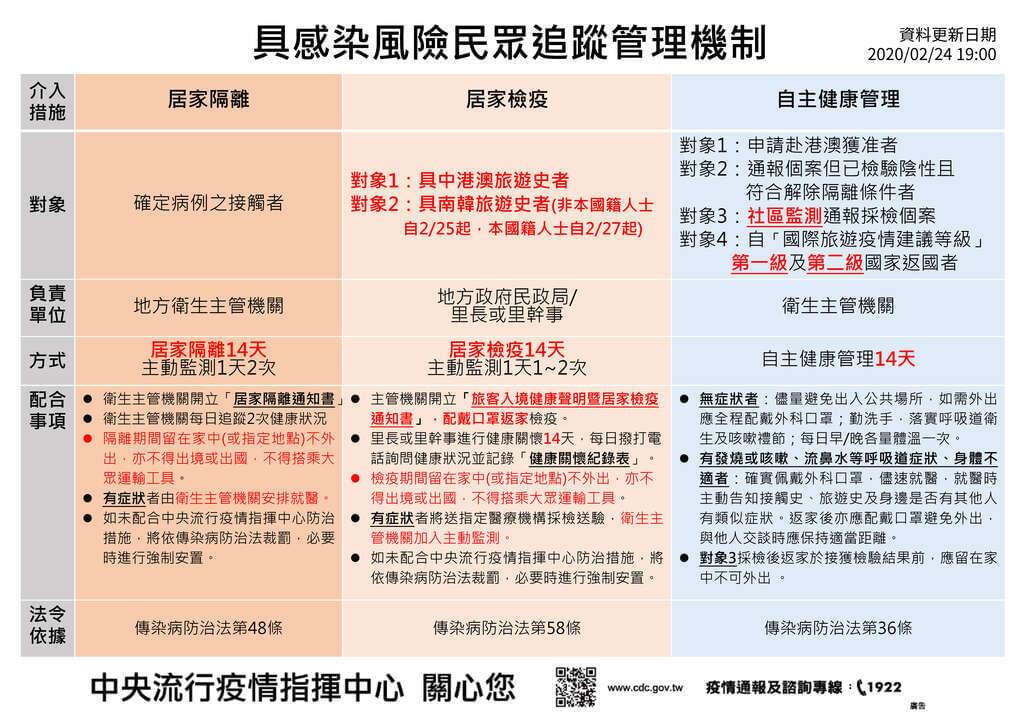 具感染風險民眾追蹤管理機制
資料更新日期
2020/02/24 19:00
介入
措施
居家隔離
居家檢疫
自主健康管理
對象
確定病例之接觸者
對象1：具中港澳旅遊史者
對象2：具南韓旅遊史者(非本國籍人士
自2/25起，本國籍人士自2/27起)
對象1：申請赴港澳獲准者
對象2：通報個案但已檢驗陰性且
符合解除隔離條件者
對象3：社區監測通報採檢個案
對象4：自「國際旅遊疫情建議等級」
第一級及第二級國家返國者
負責
單位
地方衛生主管機關
地方政府民政局/
里長或里幹事
衛生主管機關
方式
居家隔離14天
主動監測1天2次
居家檢疫14天
主動監測1天1~2次
自主健康管理14天
配合
事項
● 衛生主管機關開立「居家隔離通知書」
● 衛生主管機關每日追蹤2次健康狀況
● 隔離期間留在家中(或指定地點)不外
出，亦不得出境或出國，不得搭乘大
眾運輸工具。
● 有症狀者由衛生主管機關安排就醫。
● 如未配合中央流行疫情指揮中心防治
措施，將依傳染病防治法裁罰，必要
時進行強制安置。
● 主管機關開立「旅客入境健康聲明暨居家檢疫
通知書」，配戴口罩返家檢疫。
● 里長或里幹事進行健康關懷14天，每日撥打電
話詢問健康狀況並記錄「健康關懷紀錄表」。
● 檢疫期間留在家中(或指定地點)不外出，亦不
得出境或出國，不得搭乘大眾運輸工具。
● 有症狀者將送指定醫療機構採檢送驗，衛生主
管機關加入主動監測。
● 如未配合中央流行疫情指揮中心防治措施，將
依傳染病防治法裁罰，必要時進行強制安置。
● 無症狀者：儘量避免出入公共場所，如需外出
應全程配戴外科口罩；勤洗手，落實呼吸道衛
生及咳嗽禮節；每日早/晚各量體溫一次。
● 有發燒或咳嗽、流鼻水等呼吸道症狀、身體不
適者：確實佩戴外科口罩，儘速就醫，就醫時
主動告知接觸史、旅遊史及身邊是否有其他人
有類似症狀。返家後亦應配戴口罩避免外出，
與他人交談時應保持適當距離。
● 對象3採檢後返家於接獲檢驗結果前，應留在家
中不可外出 。
法令
依據
傳染病防治法第48條
傳染病防治法第58條
傳染病防治法第36條
中央流行疫情指揮中心 關心您
www.cdc.gov.tw
疫情通報及諮詢專線：1922
廣告